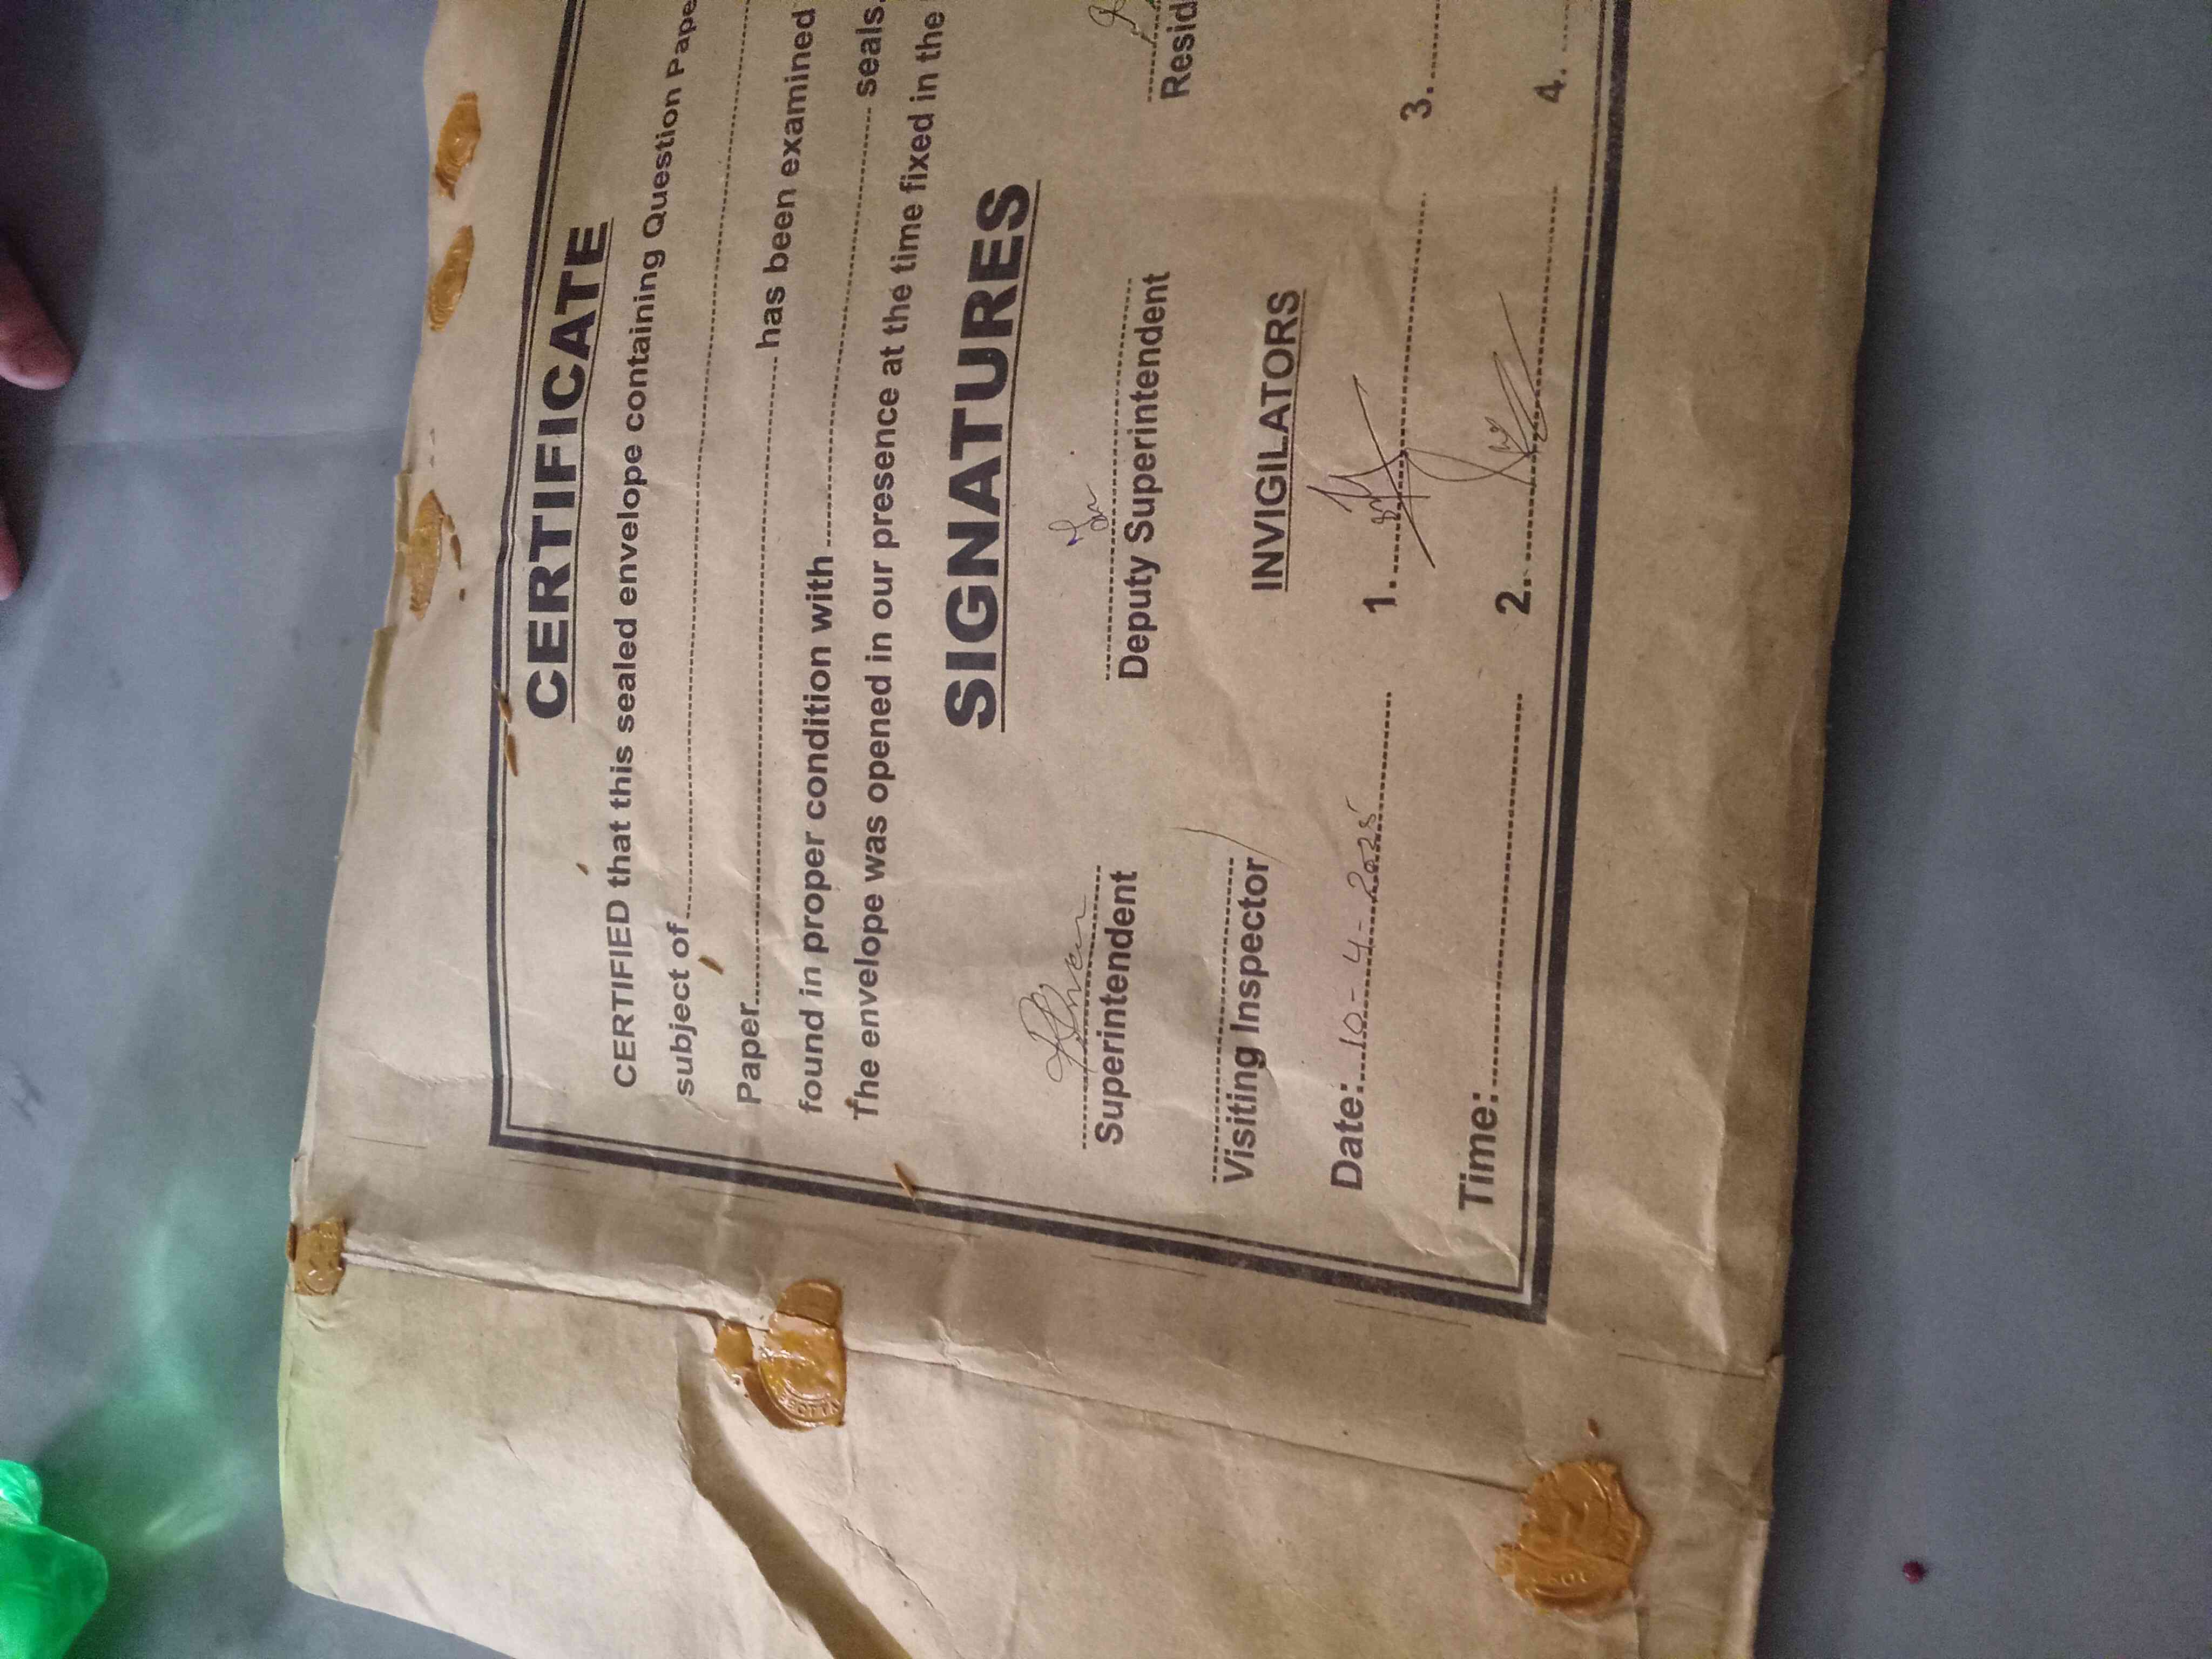 CERTIFICATE
CERTIFIED that this sealed envelope containing Question Pape
subject of
Paper has been examined
found in proper condition with seals.
The envelope was opened in our presence at the time fixed in the
SIGNATURES
Superintendent Deputy Superintendent Resid
Visiting Inspector INVIGILATORS
Date: 10-4-2025 1. 3.
Time: 2. 4.